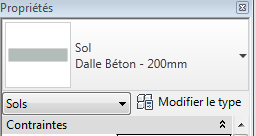 Propriétés
Sol
Dalle Béton - 200mm
Sols
Modifier le type
Contraintes